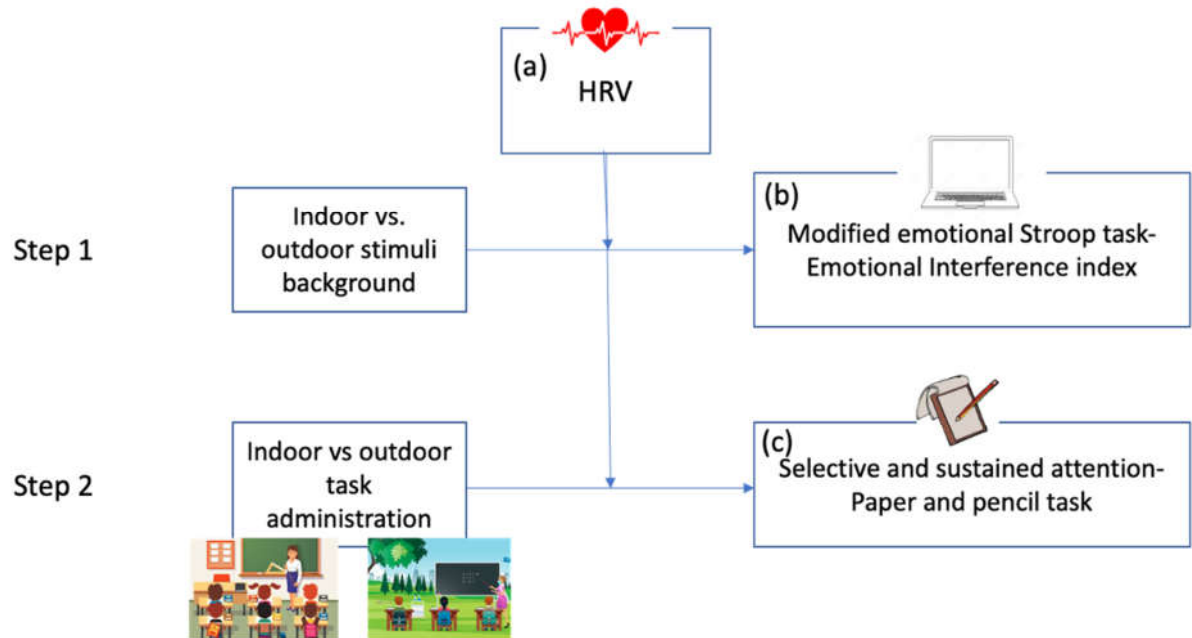 (a)
HRV
Step 1
Indoor vs.
outdoor stimuli
background
(b)
Modified emotional Stroop task-
Emotional Interference index
Step 2
Indoor vs outdoor
task
administration
(c)
Selective and sustained attention-
Paper and pencil task